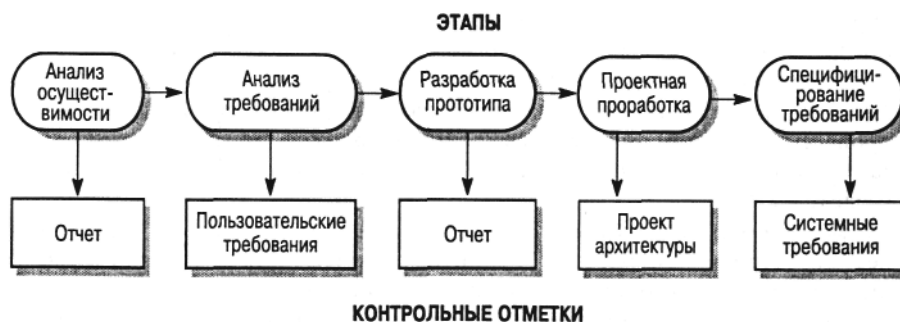 ЭТАПЫ
Анализ
осущест-
вимости
Анализ
требований
Разработка
прототипа
Проектная
проработка
Специфици-
рование
требований
Отчет
Пользовательские
требования
Отчет
Проект
архитектуры
Системные
требования
КОНТРОЛЬНЫЕ ОТМЕТКИ